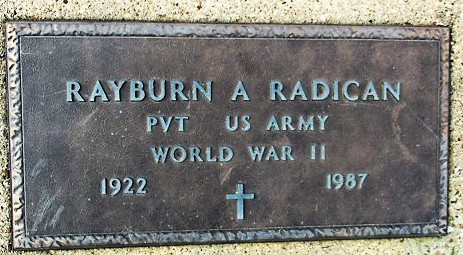 RAYBURN A RADICAN
PVT US ARMY
WORLD WAR II
1922 1987